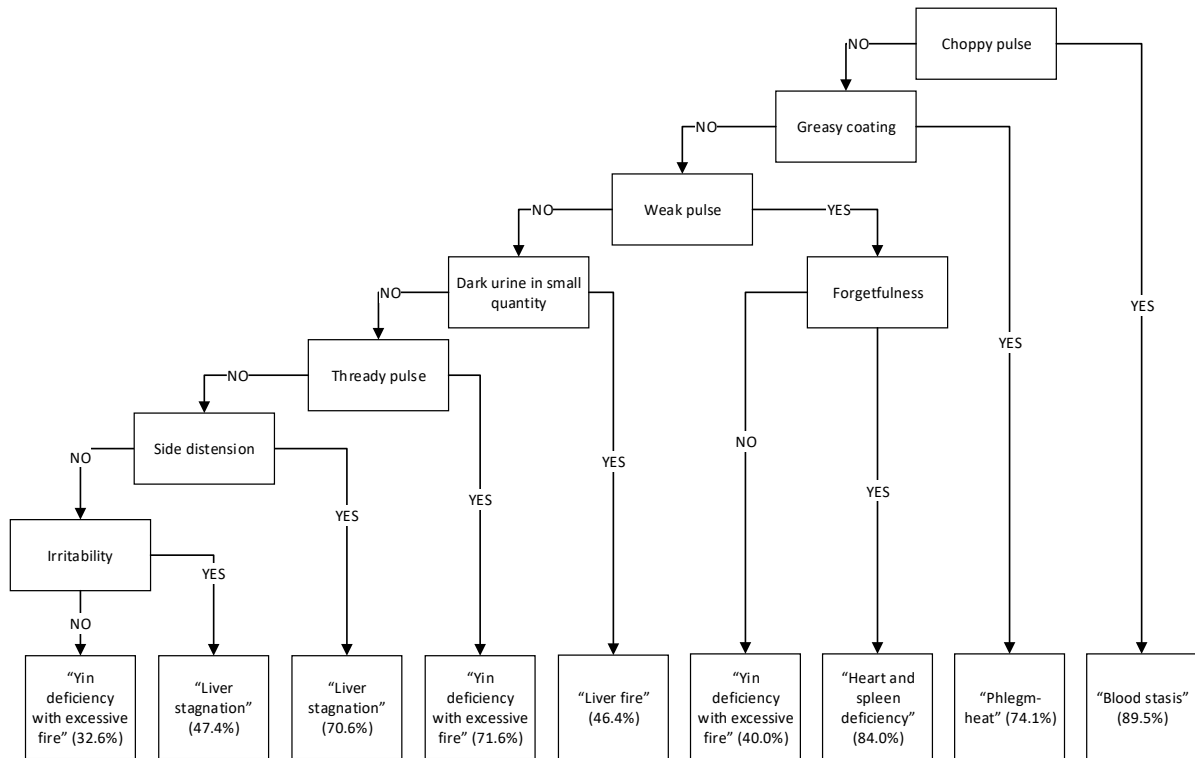 Choppy pulse
NO
Greasy coating
NO
Weak pulse
NO
YES
Dark urine in small
quantity
Forgetfulness
NO
YES
YES
Thready pulse
NO
Side distension
NO
NO
YES
YES
YES
YES
Irritability
YES
NO
“Yin
deficiency
with excessive
fire” (32.6%)
“Liver
stagnation”
(47.4%)
“Liver
stagnation”
(70.6%)
“Yin
deficiency
with excessive
fire” (71.6%)
“Liver fire”
(46.4%)
“Yin
deficiency
with excessive
fire” (40.0%)
“Heart and
spleen
deficiency”
(84.0%)
“Phlegm-
heat” (74.1%)
“Blood stasis”
(89.5%)